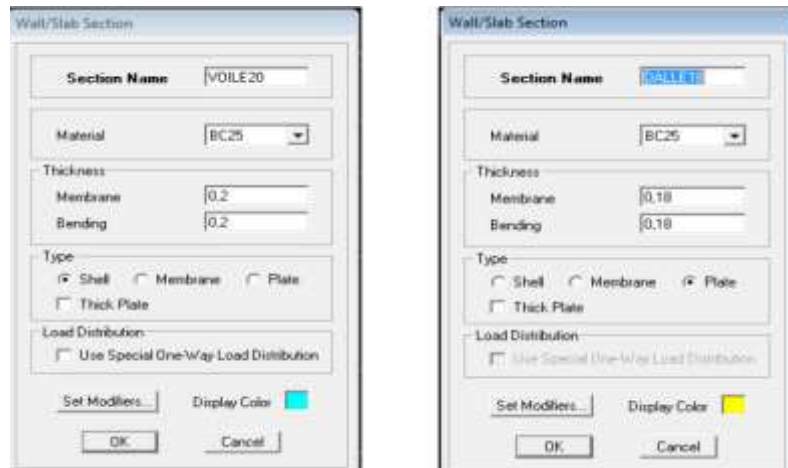 Wall/Slab Section
Section Name VOILE20
Material BC25
Thickness
Membrane 0,2
Bending 0,2
Type
Shell Membrane Plate
Thick Plate
Load Distribution
Use Special One-Way Load Distribution
Set Modifiers... Display Color
OK Cancel
Wall/Slab Section
Section Name
Material BC25
Thickness
Membrane 0,18
Bending 0,18
Type
Shell Membrane Plate
Thick Plate
Load Distribution
Use Special One-Way Load Distribution
Set Modifiers... Display Color
OK Cancel